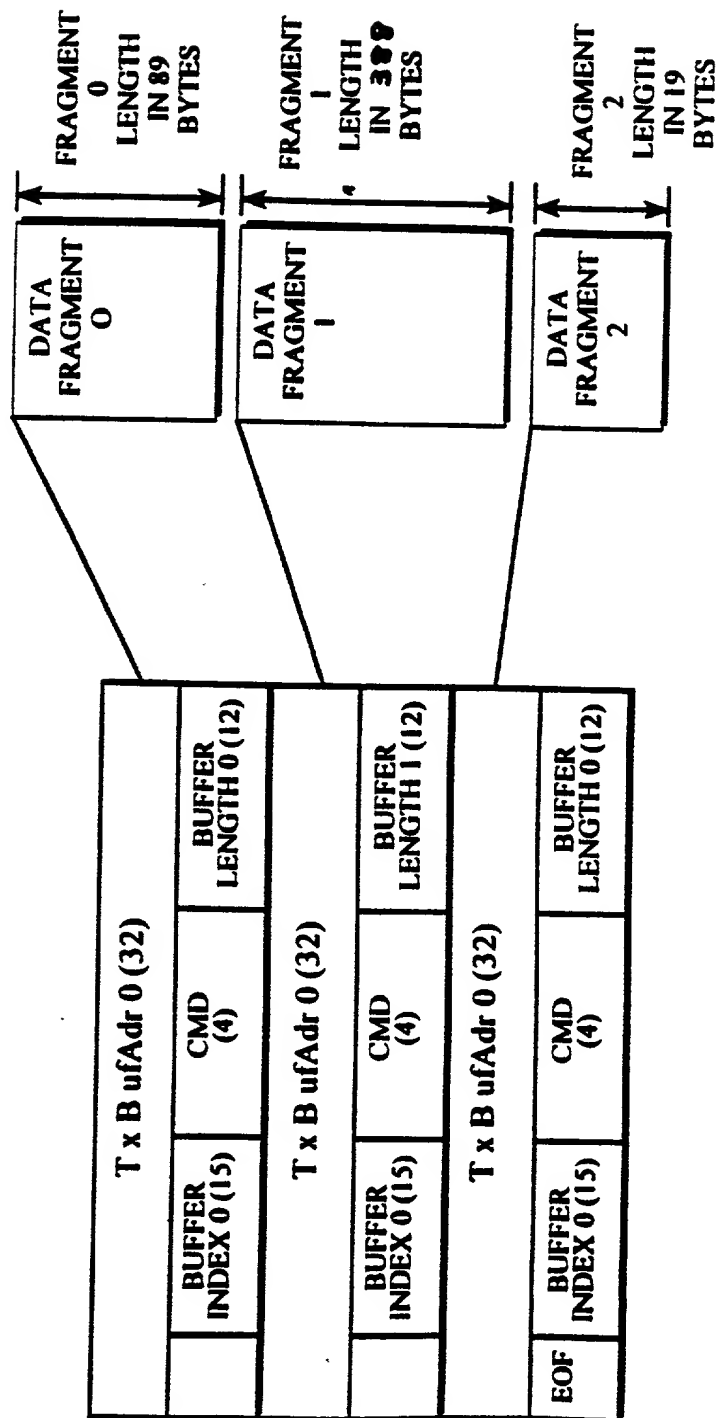 T x B ufAdr 0 (32)
BUFFER
INDEX 0 (15)
CMD
(4)
BUFFER
LENGTH 0 (12)
T x B ufAdr 0 (32)
BUFFER
INDEX 0 (15)
CMD
(4)
BUFFER
LENGTH 1 (12)
T x B ufAdr 0 (32)
EOF
BUFFER
INDEX 0 (15)
CMD
(4)
BUFFER
LENGTH 0 (12)
DATA
FRAGMENT
O
FRAGMENT
0
LENGTH
IN 89
BYTES
DATA
FRAGMENT
1
FRAGMENT
1
LENGTH
IN 388
BYTES
DATA
FRAGMENT
2
FRAGMENT
2
LENGTH
IN 19
BYTES